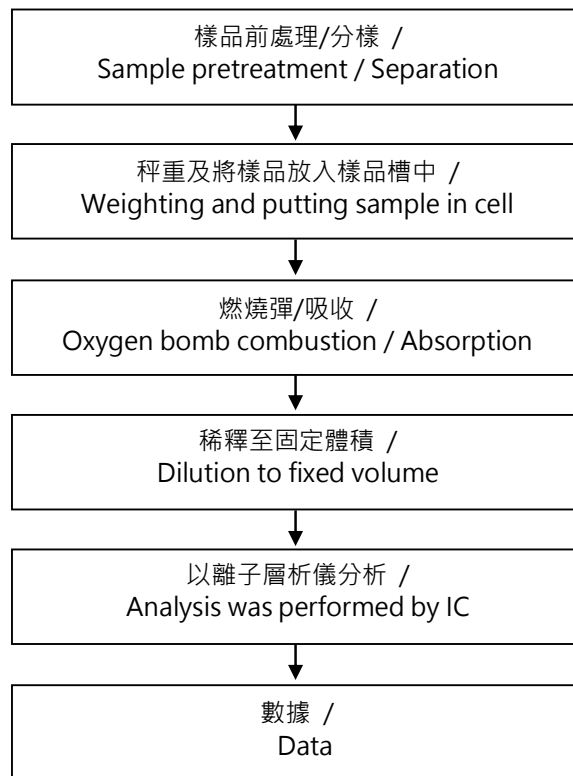 樣品前處理/分樣 /
Sample pretreatment / Separation
秤重及將樣品放入樣品槽中 /
Weighting and putting sample in cell
燃燒彈/吸收 /
Oxygen bomb combustion / Absorption
稀釋至固定體積 /
Dilution to fixed volume
以離子層析儀分析 /
Analysis was performed by IC
數據 /
Data